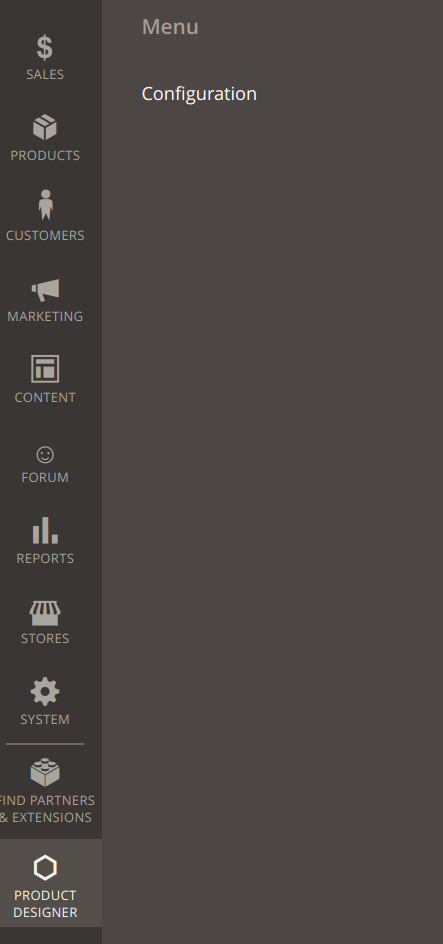 Menu
Configuration
SALES
PRODUCTS
CUSTOMERS
MARKETING
CONTENT
FORUM
REPORTS
STORES
SYSTEM
FIND PARTNERS
& EXTENSIONS
PRODUCT
DESIGNER